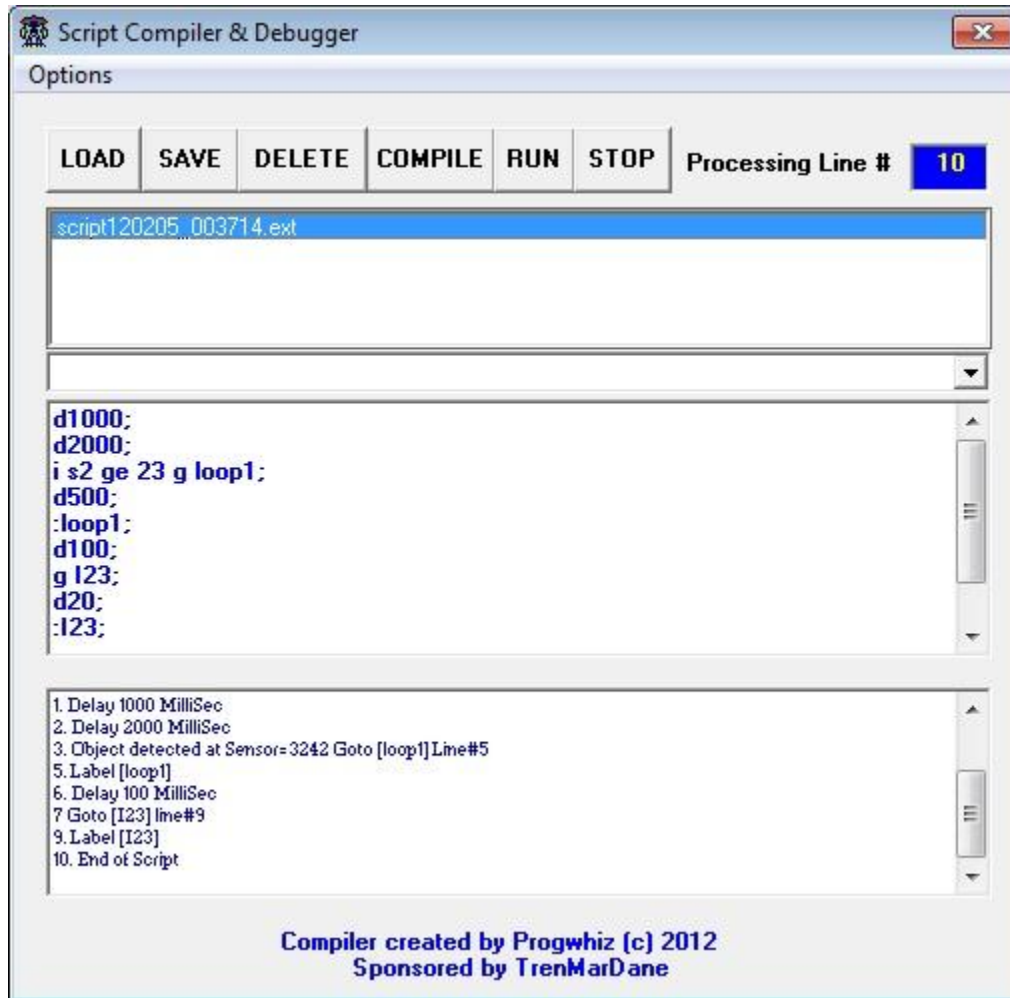 Script Compiler & Debugger
Options
LOAD SAVE DELETE COMPILE RUN STOP Processing Line # 10
script120205_003714.ext
d1000;
d2000;
i s2 ge 23 g loop1;
d500;
:loop1;
d100;
g l23;
d20;
:l23;
1. Delay 1000 MilliSec
2. Delay 2000 MilliSec
3. Object detected at Sensor=3242 Goto [loop1] Line#5
5. Label [loop1]
6. Delay 100 MilliSec
7 Goto [I23] line#9
9. Label [I23]
10. End of Script
Compiler created by Progwhiz (c) 2012
Sponsored by TrenMarDane